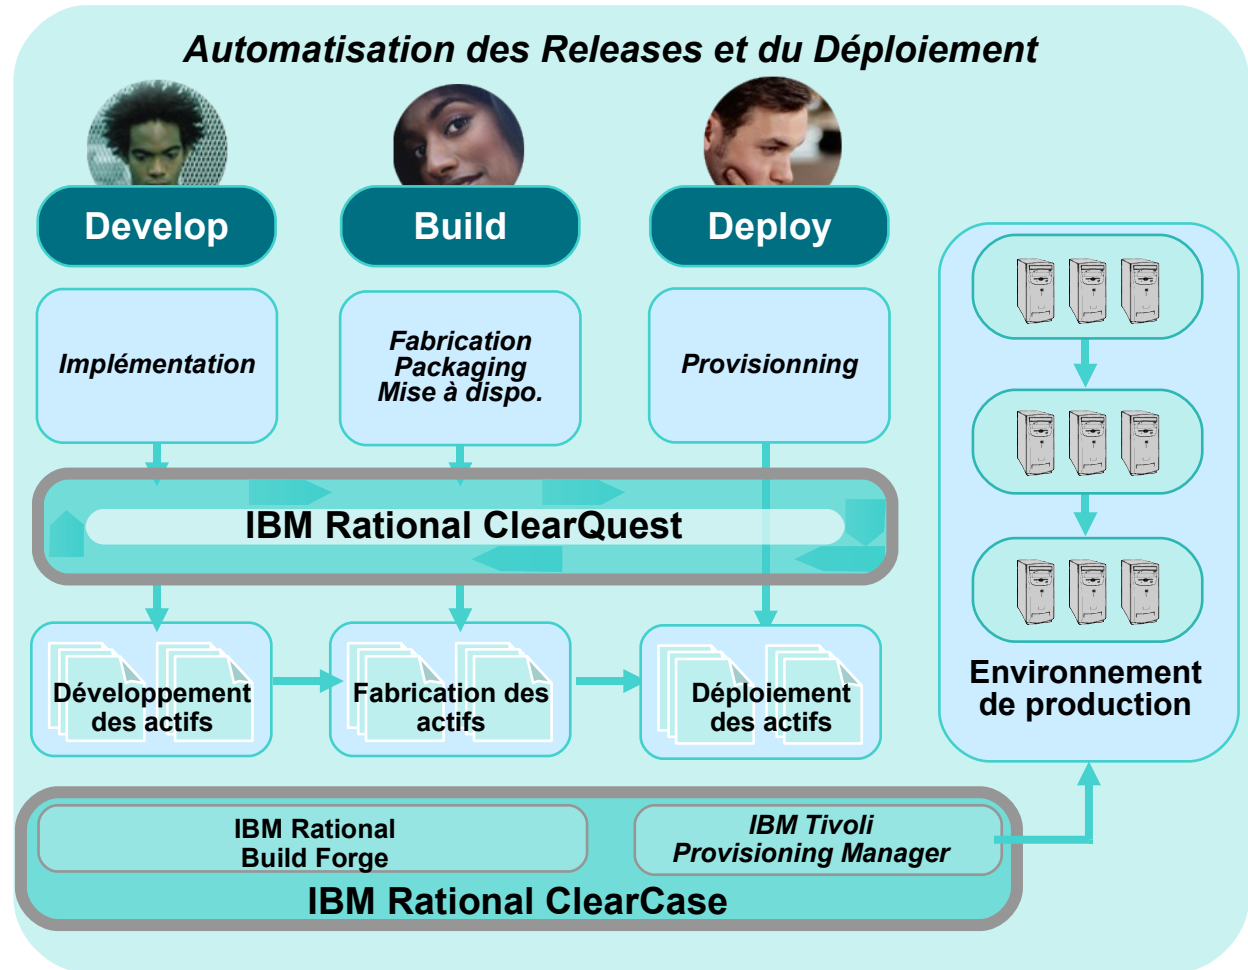 Automatisation des Releases et du Déploiement
Develop
Build
Deploy
Implémentation
Fabrication
Packaging
Mise à dispo.
Provisionning
IBM Rational ClearQuest
Développement
des actifs
Fabrication des
actifs
Déploiement
des actifs
Environnement
de production
IBM Rational
Build Forge
IBM Tivoli
Provisioning Manager
IBM Rational ClearCase